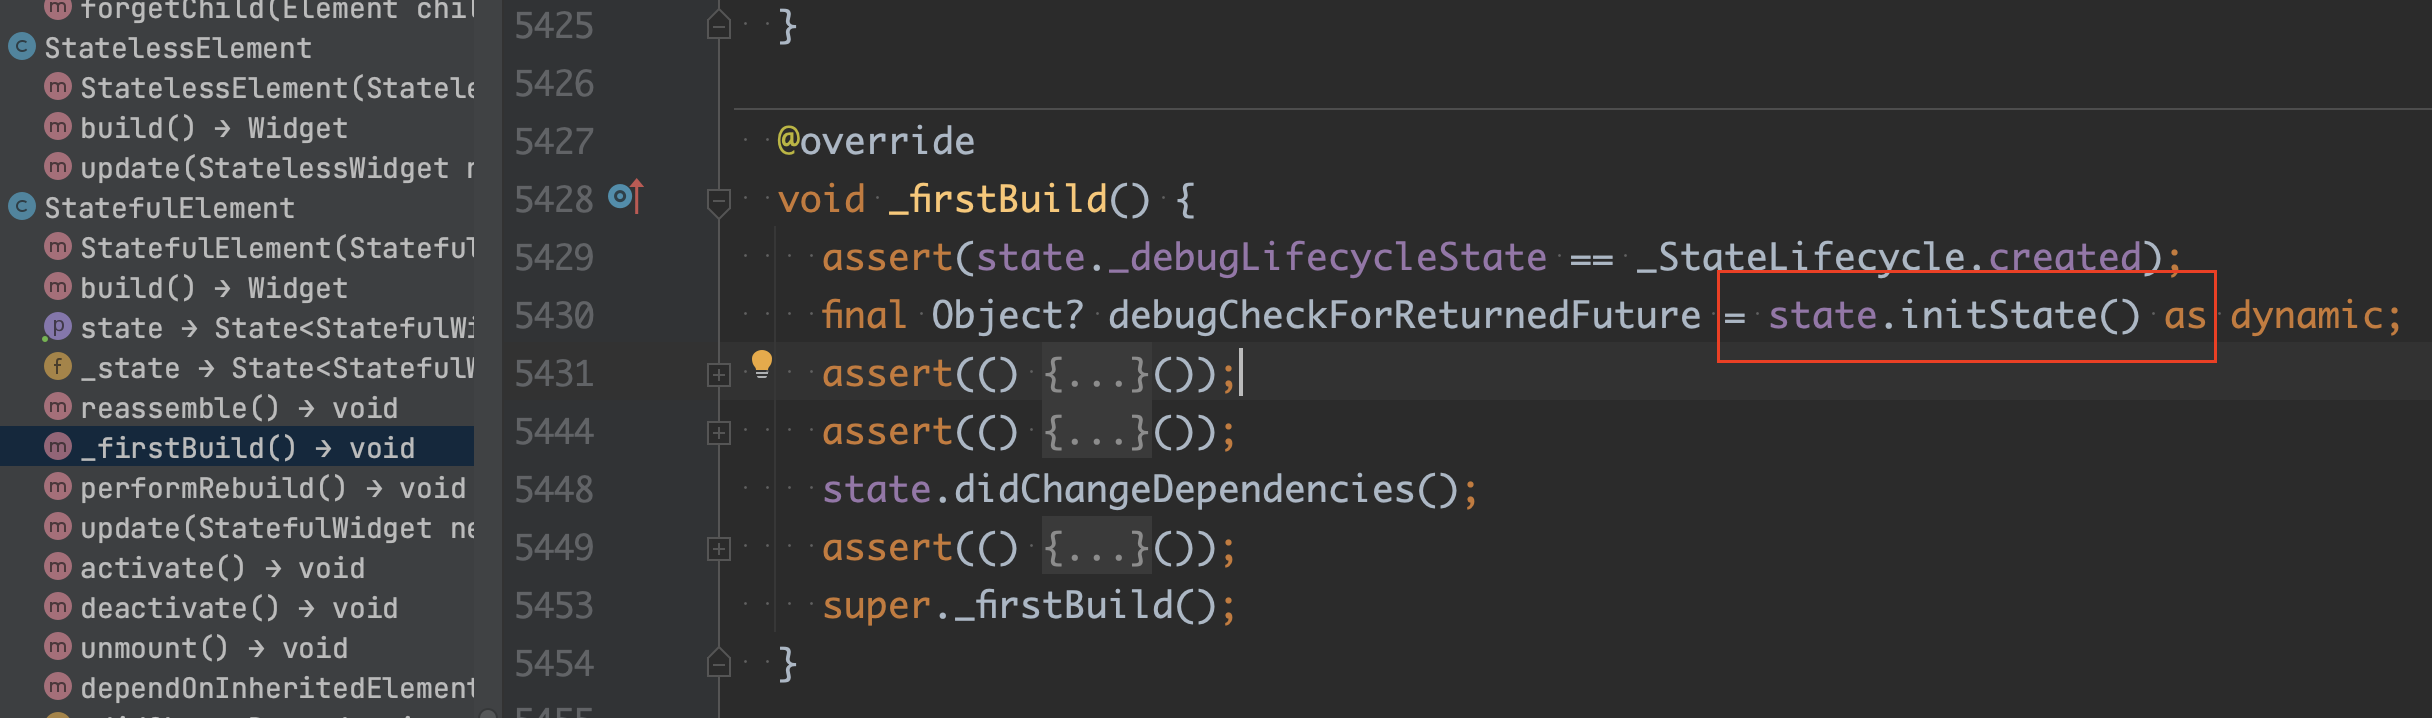 forgetChild(Element chil
StatelessElement
StatelessElement(Statele
build() → Widget
update(StatelessWidget n
StatefulElement
StatefulElement(Stateful
build() → Widget
state → State<StatefulWi
_state → State<StatefulW
reassemble() → void
_firstBuild() → void
performRebuild() → void
update(StatefulWidget ne
activate() → void
deactivate() → void
unmount() → void
dependOnInheritedElement
5425 }
5426
5427 @override
5428 void _firstBuild() {
5429 assert(state._debugLifecycleState == _StateLifecycle.created);
5430 final Object? debugCheckForReturnedFuture = state.initState() as dynamic;
5431 assert(() {...}());
5444 assert(() {...}());
5448 state.didChangeDependencies();
5449 assert(() {...}());
5453 super._firstBuild();
5454 }
5455